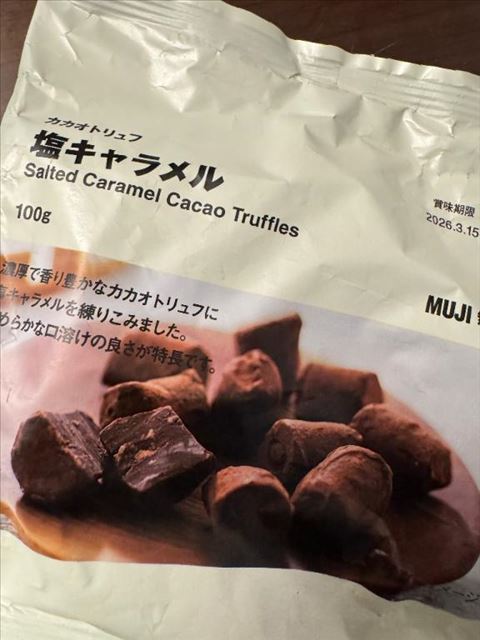 カカオトリュフ
塩キャラメル
Salted Caramel Cacao Truffles
100g
賞味期限
2026.3.15
MUJI
濃厚で香り豊かなカカオトリュフに
塩キャラメルを練りこみました。
めらかな口溶けの良さが特長です。